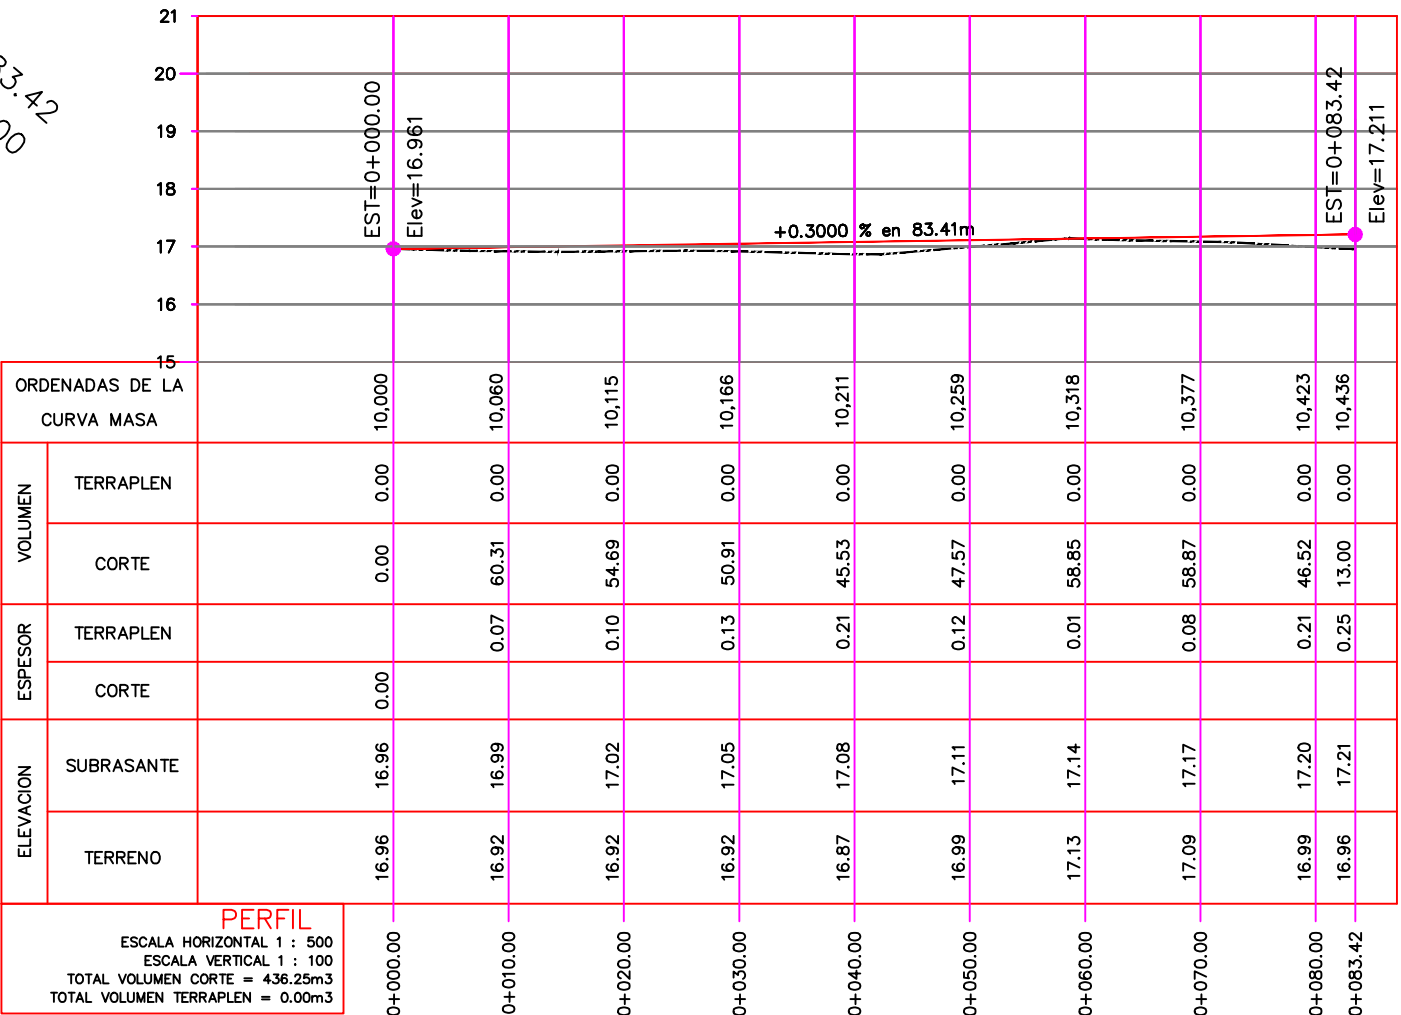 83.42
00
21
20
19
18
17
16
15
EST=0+000.00
Elev=16.961
+0.3000 % en 83.41m
EST=0+083.42
Elev=17.211
ORDENADAS DE LA
CURVA MASA
10,000 10,060 10,115 10,166 10,211 10,259 10,318 10,377 10,423 10,436
VOLUMEN
TERRAPLEN
0.00 0.00 0.00 0.00 0.00 0.00 0.00 0.00 0.00 0.00
CORTE
0.00 60.31 54.69 50.91 45.53 47.57 58.85 58.87 46.52 13.00
ESPESOR
TERRAPLEN
0.07 0.10 0.13 0.21 0.12 0.01 0.08 0.21 0.25
CORTE
0.00
ELEVACION
SUBRASANTE
16.96 16.99 17.02 17.05 17.08 17.11 17.14 17.17 17.20 17.21
TERRENO
16.96 16.92 16.92 16.92 16.87 16.99 17.13 17.09 16.99 16.96
PERFIL
ESCALA HORIZONTAL 1 : 500
ESCALA VERTICAL 1 : 100
TOTAL VOLUMEN CORTE = 436.25m3
TOTAL VOLUMEN TERRAPLEN = 0.00m3
0+000.00 0+010.00 0+020.00 0+030.00 0+040.00 0+050.00 0+060.00 0+070.00 0+080.00 0+083.42